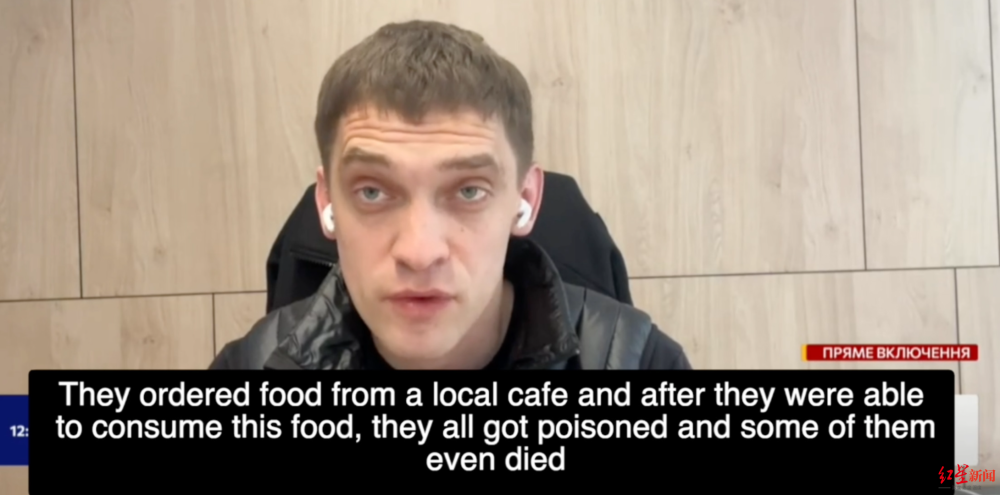 ПРЯМЕ ВКЛЮЧЕННЯ
They ordered food from a local cafe and after they were able
to consume this food, they all got poisoned and some of them
even died
12:
红星新闻